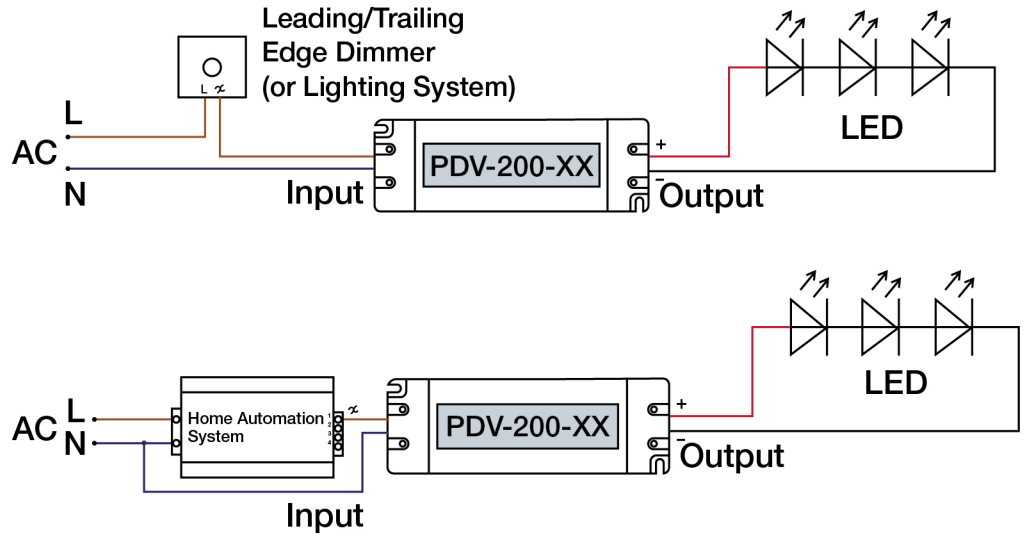 Leading/Trailing
Edge Dimmer
(or Lighting System)
L
L
AC
N
Input
PDV-200-XX
+
−
Output
LED
AC
L
N
Home Automation
System
1
2
3
4
Input
PDV-200-XX
+
−
Output
LED